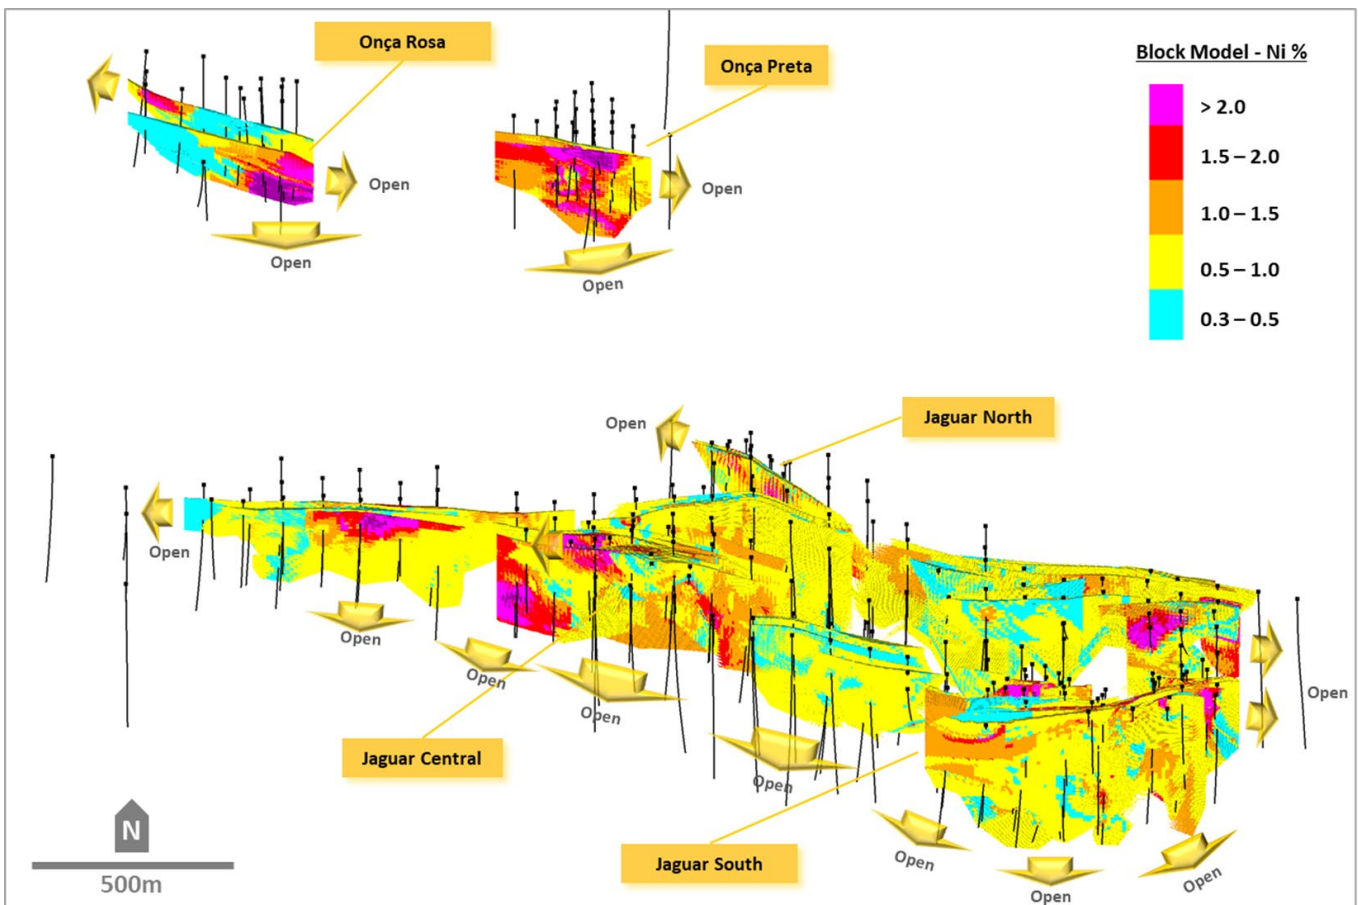 Onça Rosa
Onça Preta
Block Model - Ni %
> 2.0
1.5 – 2.0
1.0 – 1.5
0.5 – 1.0
0.3 – 0.5
Open
Open
Open
Open
Jaguar North
Open
Open
Open
Open
Open
Open
Open
Jaguar Central
Jaguar South
Open
Open
Open
N
500m